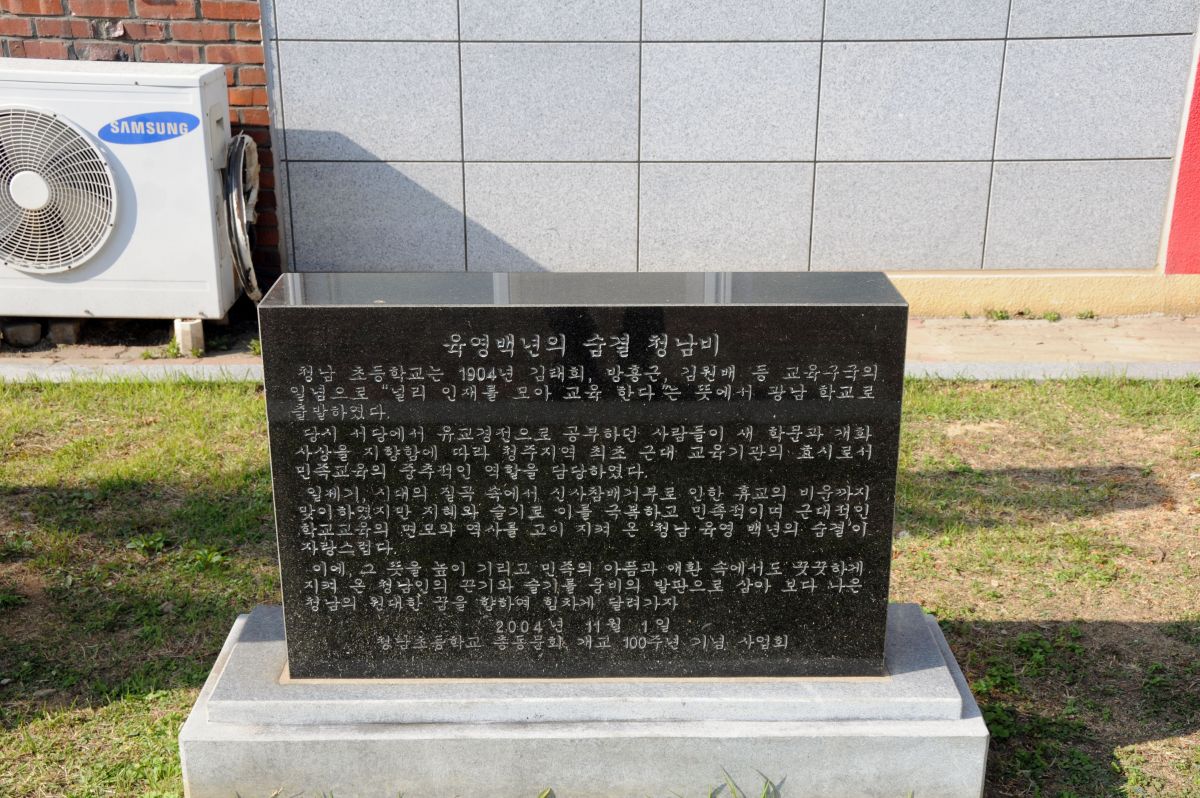 SAMSUNG
육영백년의 숨결 청남비
청남 초등학교는 1904년 김태희, 방흥근, 김원배 등 교육구국의
일념으로 "널리 인재를 모아 교육 한다"는 뜻에서 광남 학교로
출발하였다.
당시 서당에서 유교경전으로 공부하던 사람들이 새 학문과 개화
사상을 지향함에 따라 청주지역 최초 근대 교육기관의 효시로서
민족교육의 중추적인 역할을 담당하였다.
일제기, 시대의 질곡 속에서 신사참배거부로 인한 휴교의 비운까지
맞이하였지만 지혜와 슬기로 이를 극복하고 민족적이며 근대적인
학교교육의 면모와 역사를 고이 지켜 온 '청남 육영 백년의 숨결'이
자랑스럽다.
이에, 그 뜻을 높이 기리고 민족의 아픔과 애환 속에서도 꿋꿋하게
지켜 온 청남인의 끈기와 슬기를 웅비의 발판으로 삼아 보다 나은
청남의 원대한 꿈을 향하여 힘차게 달려가자
2004년 11월 1일
청남초등학교 총동문회 개교 100주년 기념 사업회